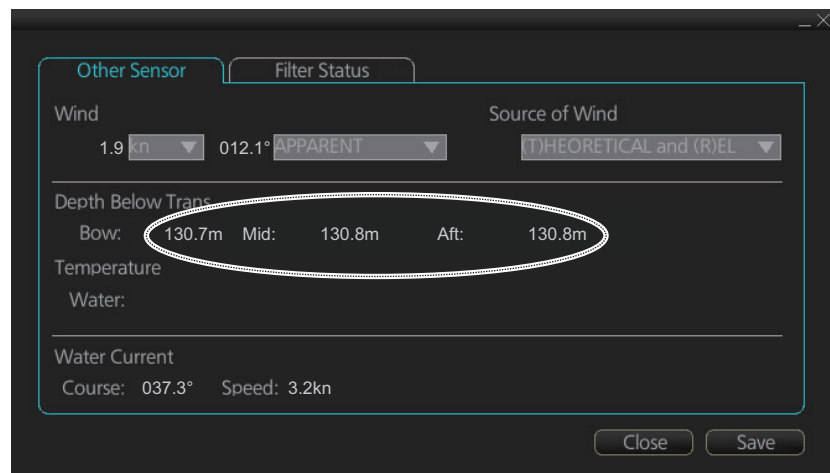 Other Sensor Filter Status
Wind Source of Wind
1.9 kn 012.1° APPARENT (T)HEORETICAL and (R)EL
Depth Below Trans
Bow: 130.7m Mid: 130.8m Aft: 130.8m
Temperature
Water:
Water Current
Course: 037.3° Speed: 3.2kn
Close Save